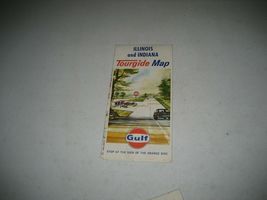 ILLINOIS
and INDIANA
Tourgide Map
Gulf
STOP AT THE SIGN OF THE ORANGE DISC